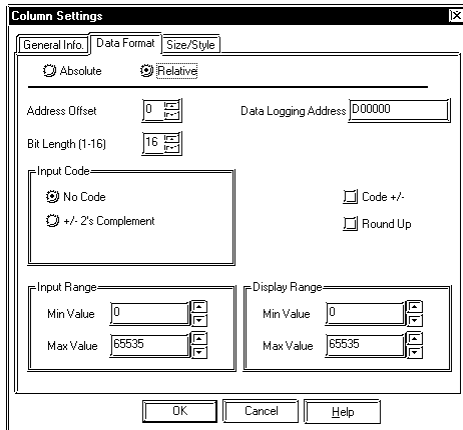 Column Settings
General Info. Data Format Size/Style
Absolute Relative
Address Offset 0 Data Logging Address D00000
Bit Length (1-16) 16
Input Code
No Code Code +/-
+/- 2's Complement Round Up
Input Range Display Range
Min Value 0 Min Value 0
Max Value 65535 Max Value 65535
OK Cancel Help